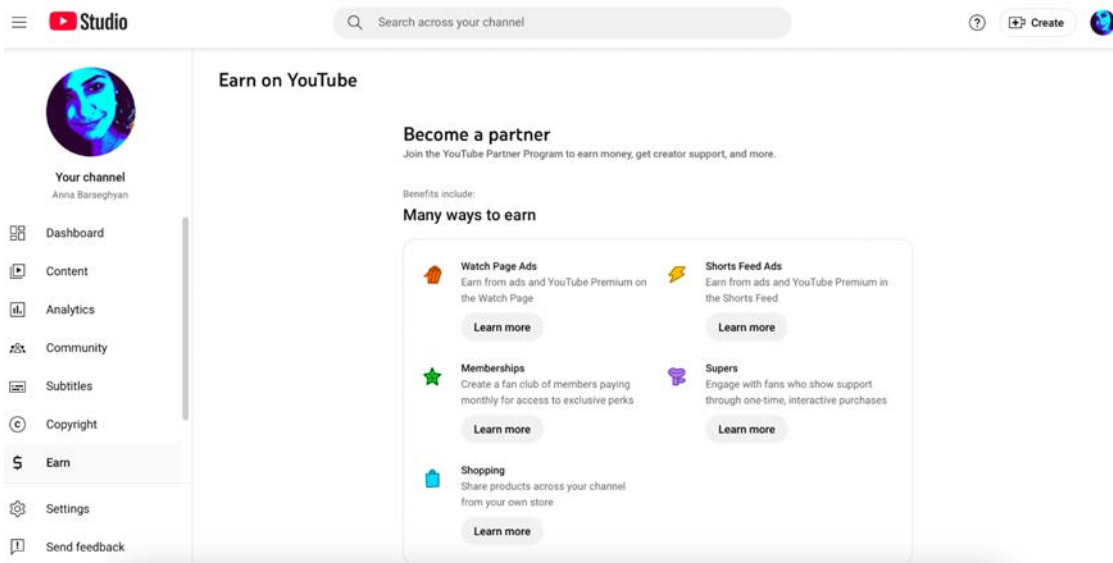 Studio
Search across your channel
Create
Your channel
Anna Barseghyan
Dashboard
Content
Analytics
Community
Subtitles
Copyright
Earn
Settings
Send feedback
Earn on YouTube
Become a partner
Join the YouTube Partner Program to earn money, get creator support, and more.
Benefits include:
Many ways to earn
Watch Page Ads
Earn from ads and YouTube Premium on
the Watch Page
Learn more
Shorts Feed Ads
Earn from ads and YouTube Premium in
the Shorts Feed
Learn more
Memberships
Create a fan club of members paying
monthly for access to exclusive perks
Learn more
Supers
Engage with fans who show support
through one-time, interactive purchases
Learn more
Shopping
Share products across your channel
from your own store
Learn more